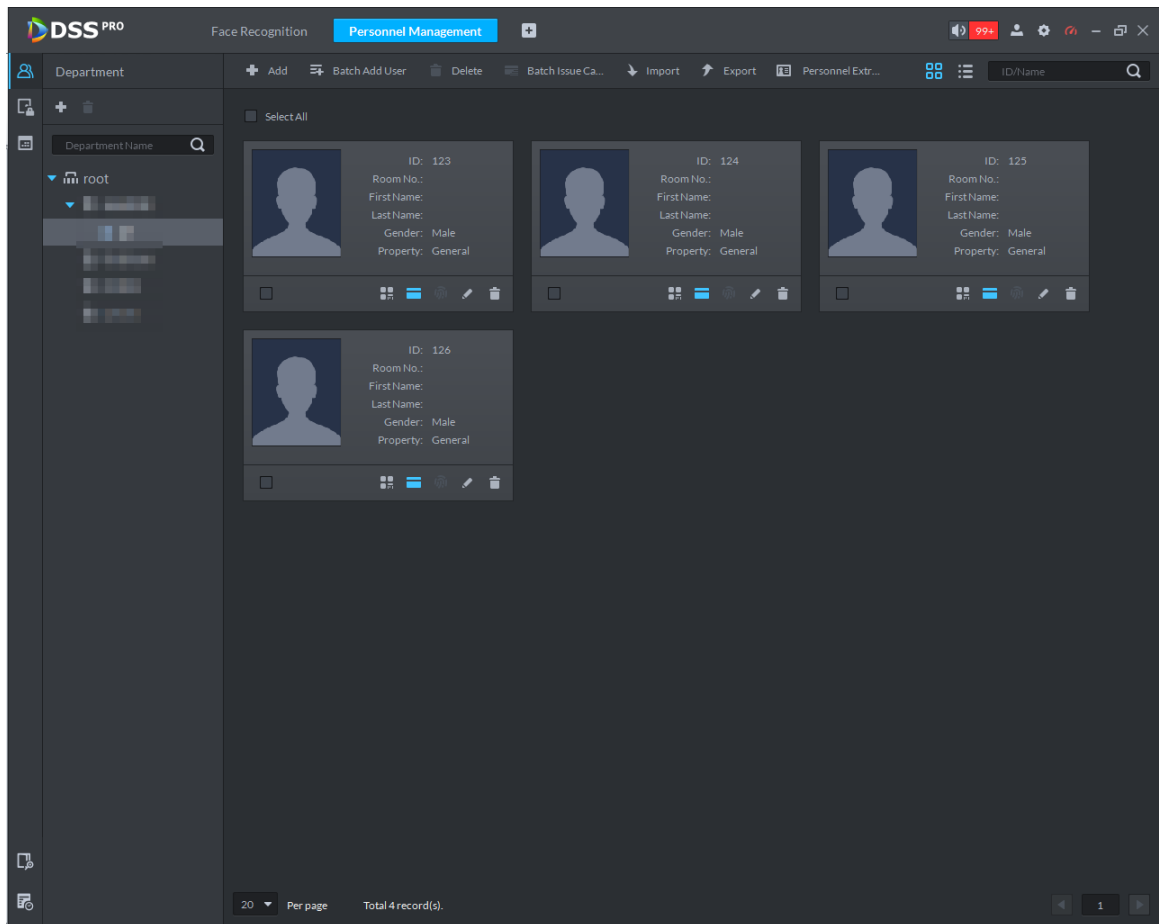 DSS PRO Face Recognition Personnel Management 99+
Department Add Batch Add User Delete Batch Issue Ca... Import Export Personnel Extr... ID/Name
Select All
Department Name
root
ID: 123
Room No.:
First Name:
Last Name:
Gender: Male
Property: General
ID: 124
Room No.:
First Name:
Last Name:
Gender: Male
Property: General
ID: 125
Room No.:
First Name:
Last Name:
Gender: Male
Property: General
ID: 126
Room No.:
First Name:
Last Name:
Gender: Male
Property: General
20 Per page Total 4 record(s). 1